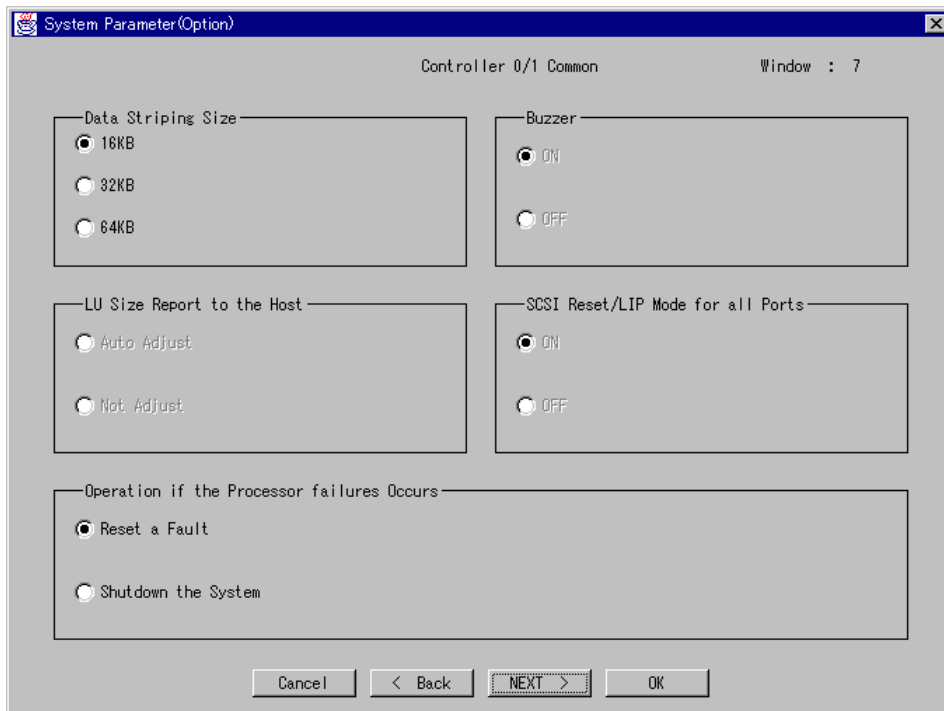 System Parameter(Option)
Controller 0/1 Common Window : 7
Data Striping Size
16KB
32KB
64KB
Buzzer
ON
OFF
LU Size Report to the Host
Auto Adjust
Not Adjust
SCSI Reset/LIP Mode for all Ports
ON
OFF
Operation if the Processor failures Occurs
Reset a Fault
Shutdown the System
Cancel < Back NEXT > OK